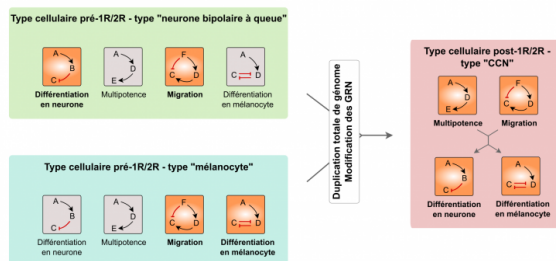 Type cellulaire pré-1R/2R - type "neurone bipolaire à queue"
A
B
C
Différentiation
en neurone
A
D
E
Multipotence
F
C
D
Migration
A
C
D
Différentiation
en mélanocyte
Type cellulaire pré-1R/2R - type "mélanocyte"
A
B
C
Différentiation
en neurone
A
D
E
Multipotence
F
C
D
Migration
A
C
D
Différentiation
en mélanocyte
Duplication totale de génome
Modification des GRN
Type cellulaire post-1R/2R -
type "CCN"
A
D
E
Multipotence
F
C
D
Migration
A
B
C
Différentiation
en neurone
A
C
D
Différentiation
en mélanocyte